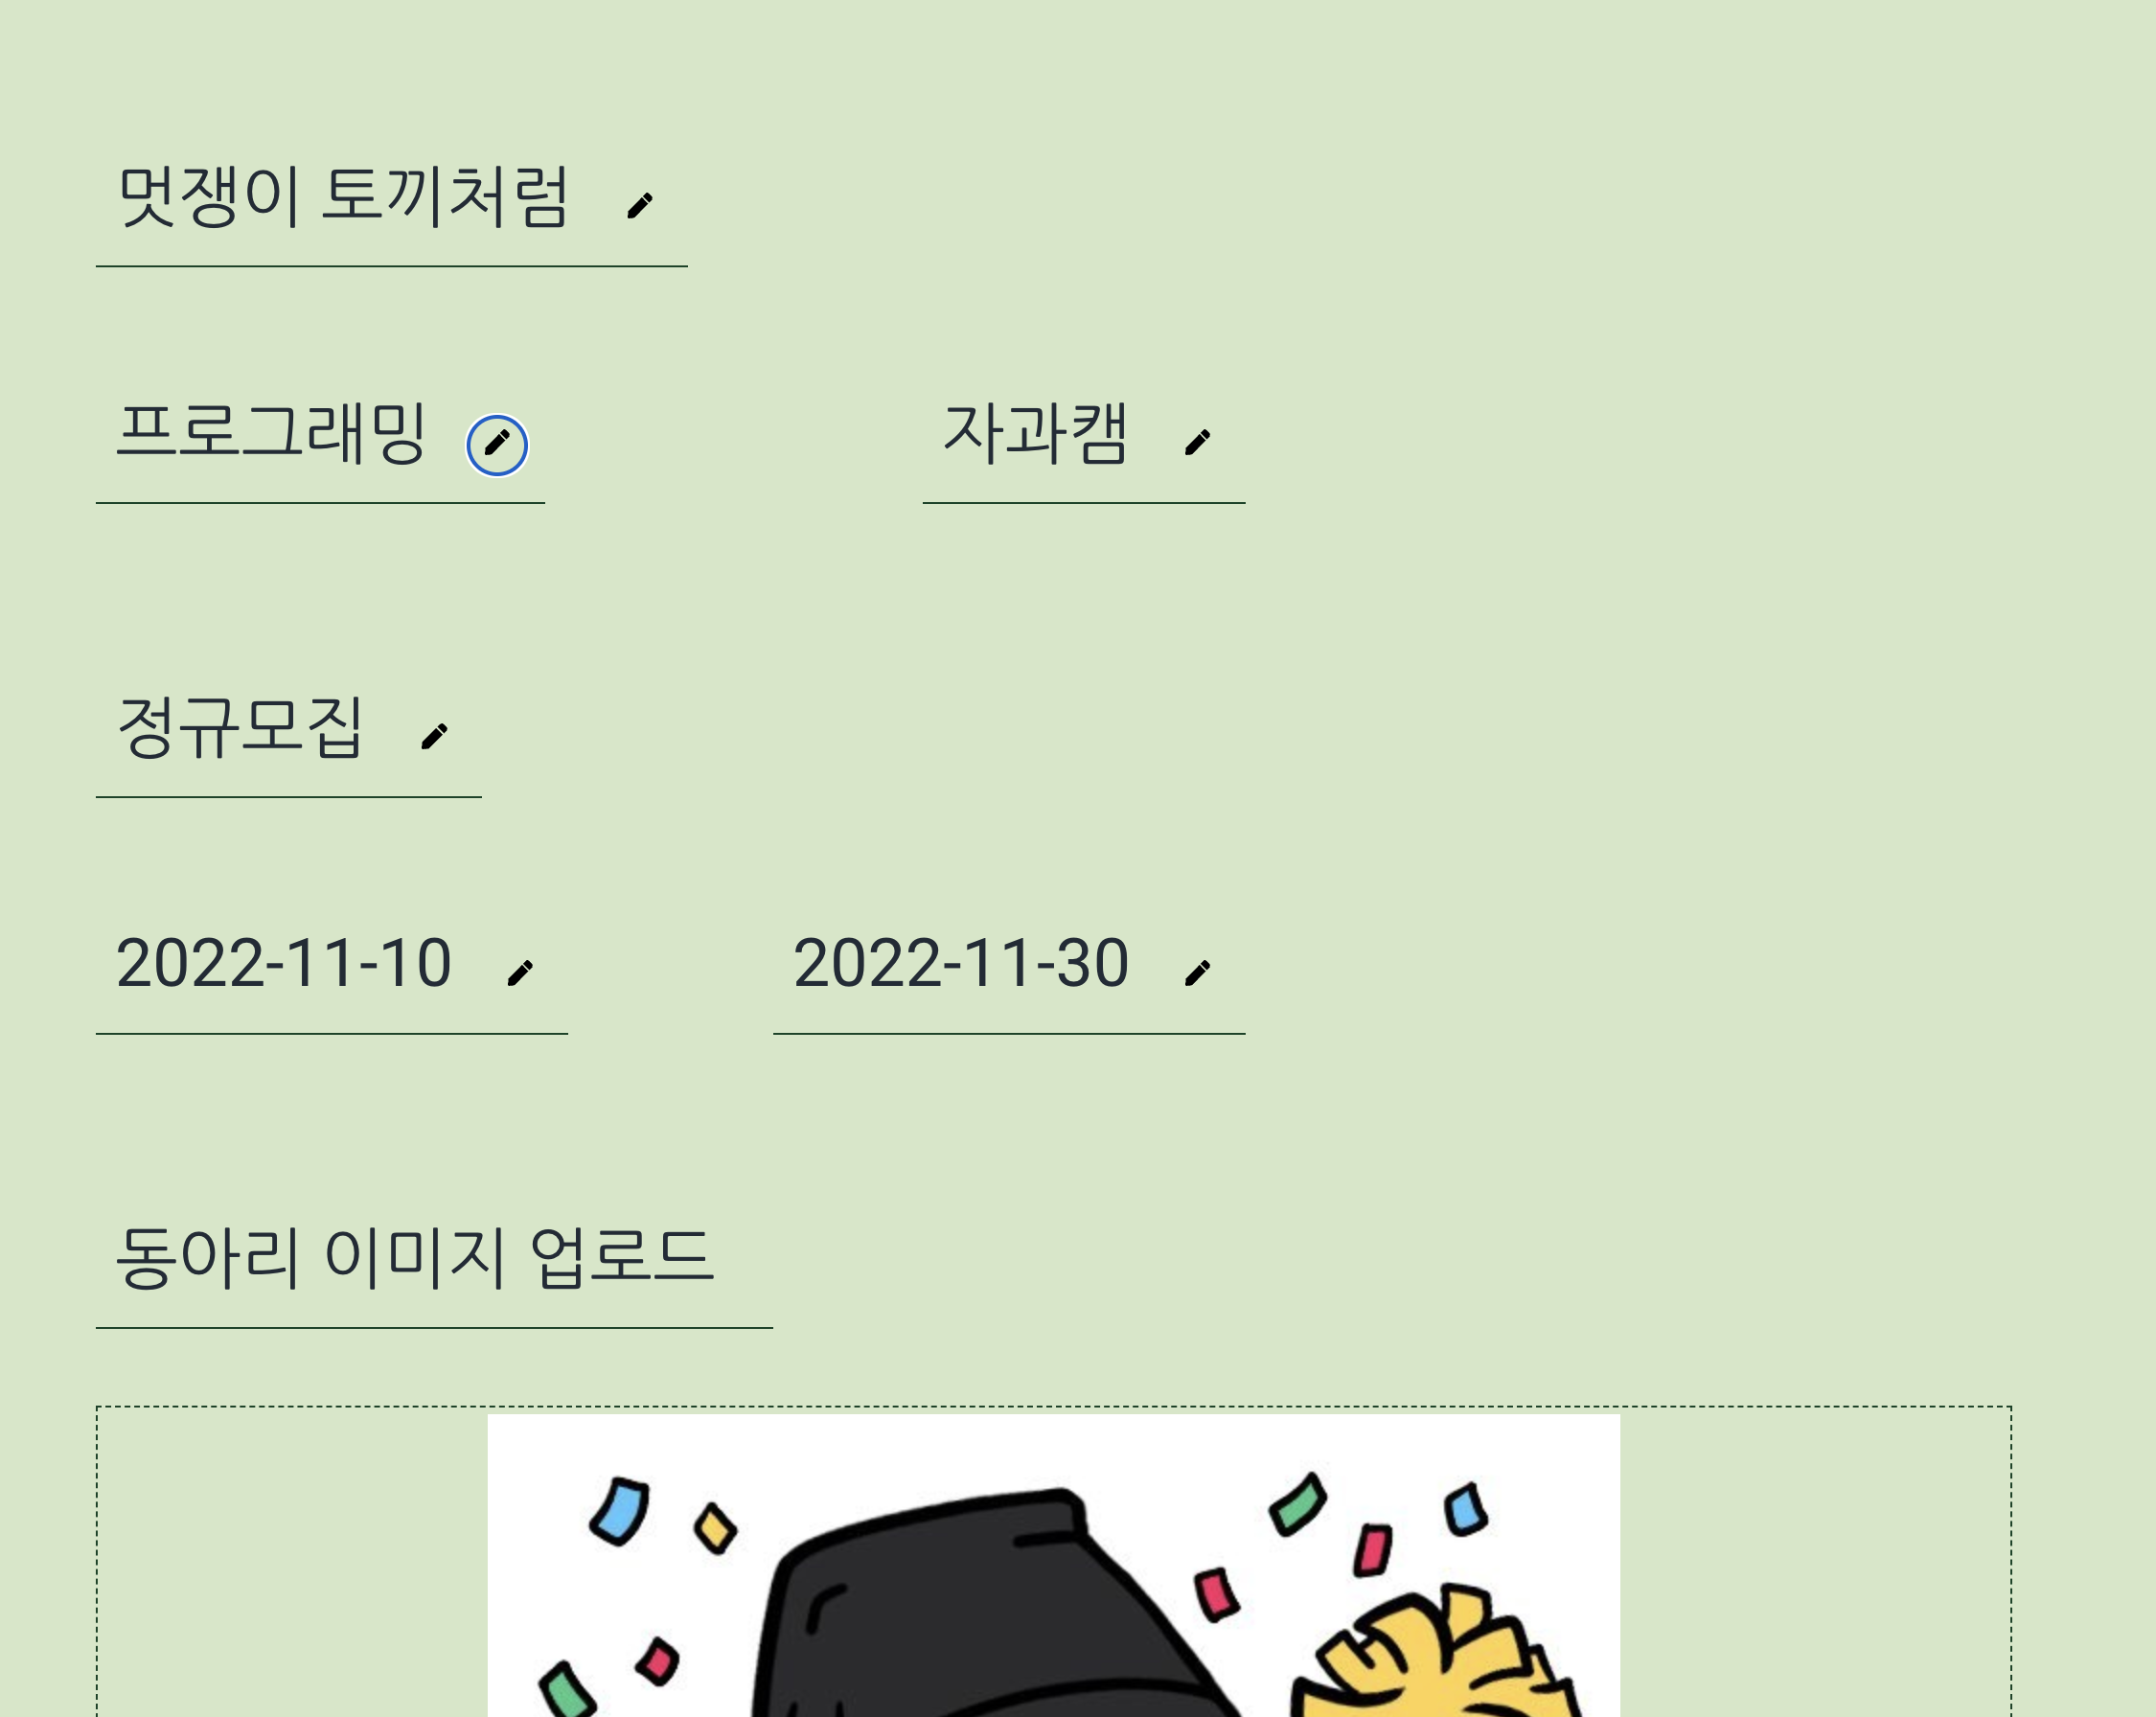 멋쟁이 토끼처럼
프로그래밍 자과캠
정규모집
2022-11-10 2022-11-30
동아리 이미지 업로드